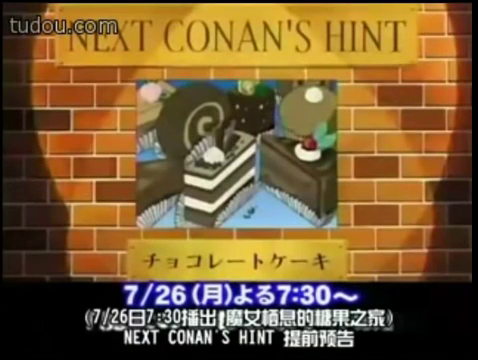 tudou.com
NEXT CONAN'S HINT
チョコレートケーキ
7/26(月)よる7:30~
(7/26日7:30播出 魔女栖息的糖果之家)
NEXT CONAN'S HINT 提前预告